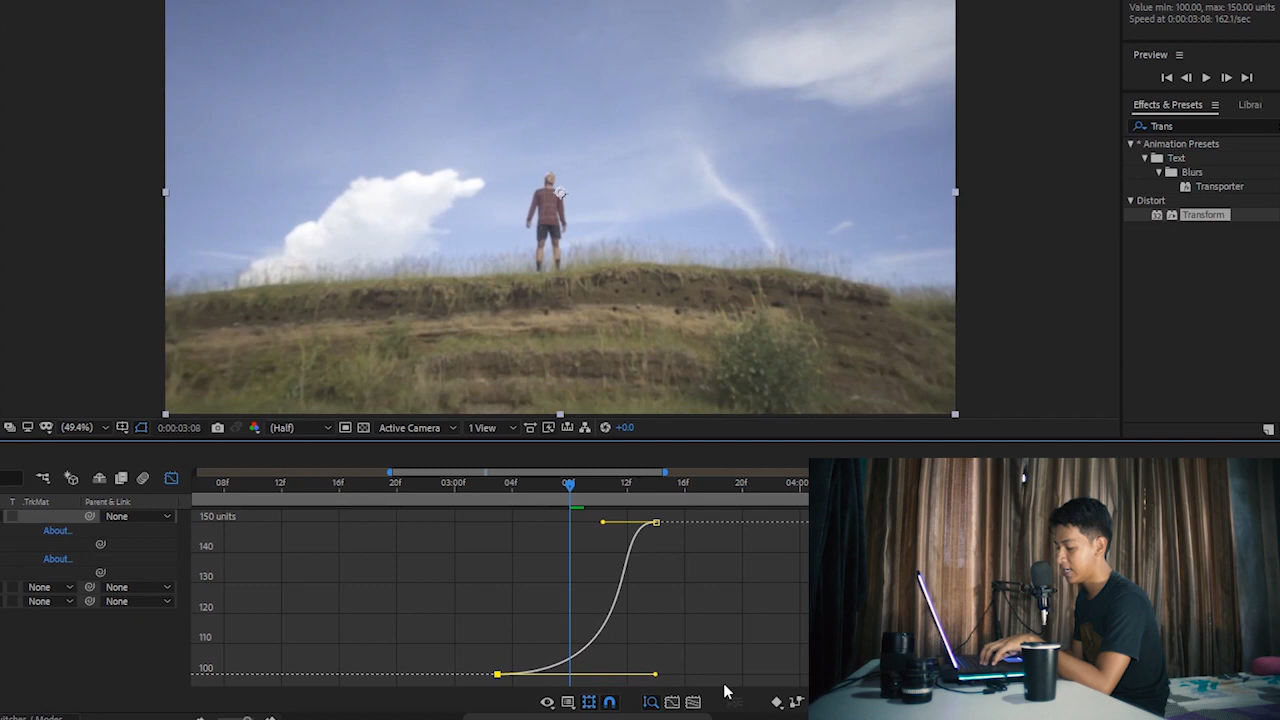 Value min: 100.00, max: 150.00 units
Speed at 0:00:03:08: 162.1/sec
Preview
Effects & Presets Librai
Trans
* Animation Presets
Text
Blurs
Transporter
Distort
Transform
(49.4%) 0:00:03:08 (Half) Active Camera 1 View +0.0
T .TrkMat Parent & Link
None
About...
About...
None None
None None
08f 12f 16f 20f 03:00f 04f 12f 16f 20f 04:00
150 units
140
130
120
110
100